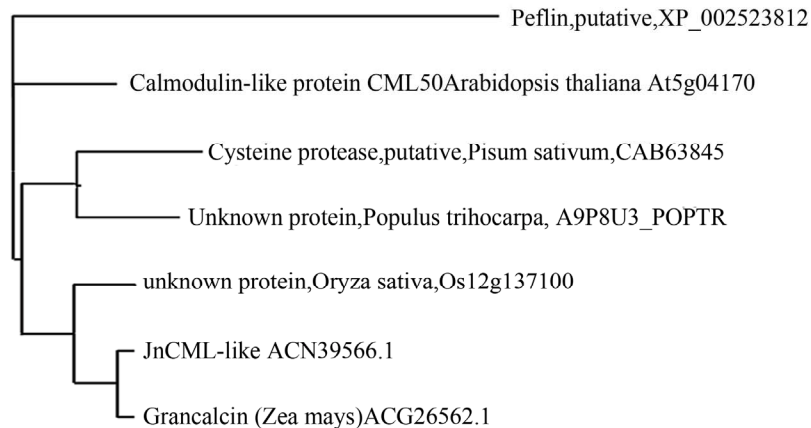 Peflin,putative,XP_002523812
Calmodulin-like protein CML50Arabidopsis thaliana At5g04170
Cysteine protease,putative,Pisum sativum,CAB63845
Unknown protein,Populus trihocarpa, A9P8U3_POPTR
unknown protein,Oryza sativa,Os12g137100
JnCML-like ACN39566.1
Grancalcin (Zea mays)ACG26562.1